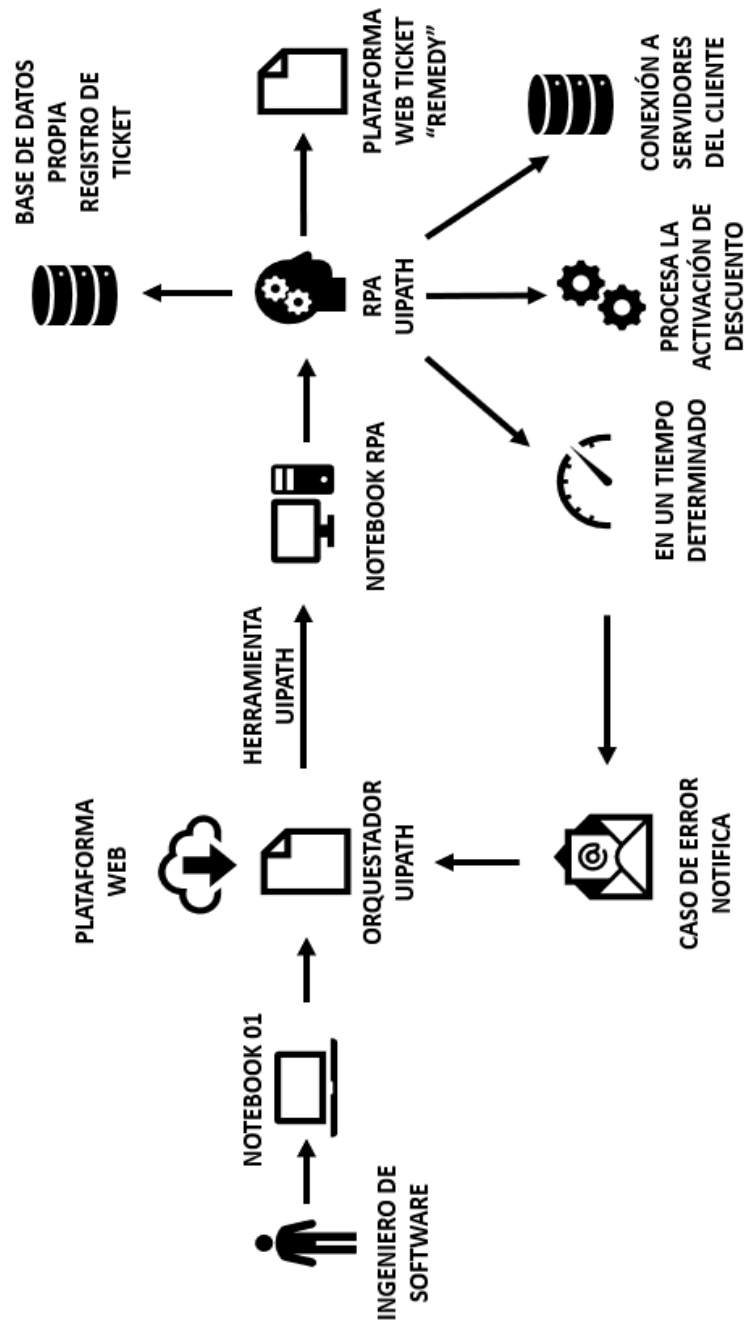 INGENIERO DE
SOFTWARE
NOTEBOOK 01
PLATAFORMA
WEB
ORQUESTADOR
UIPATH
CASO DE ERROR
NOTIFICA
HERRAMIENTA
UIPATH
NOTEBOOK RPA
EN UN TIEMPO
DETERMINADO
BASE DE DATOS
PROPIA
REGISTRO DE
TICKET
RPA
UIPATH
PROCESA LA
ACTIVACIÓN DE
DESCUENTO
PLATAFORMA
WEB TICKET
“REMEDY”
CONEXIÓN A
SERVIDORES
DEL CLIENTE